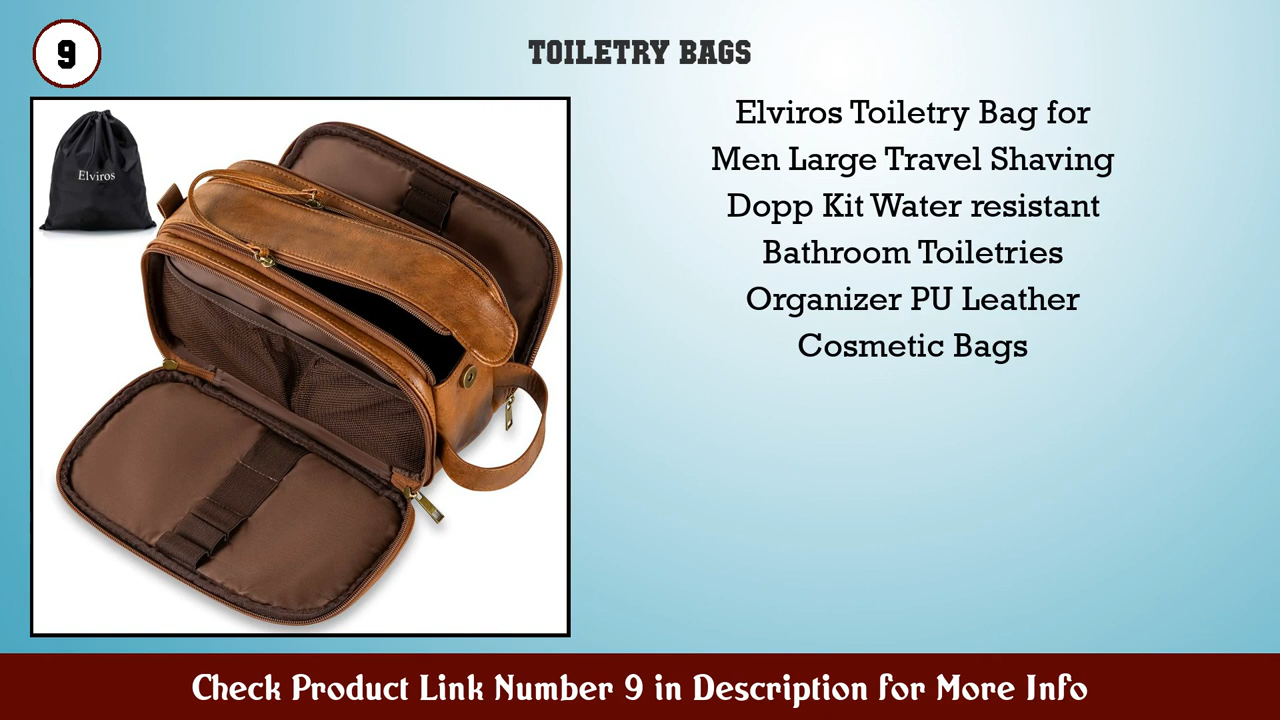 9
TOILETRY BAGS
Elviros
Elviros Toiletry Bag for
Men Large Travel Shaving
Dopp Kit Water resistant
Bathroom Toiletries
Organizer PU Leather
Cosmetic Bags
Check Product Link Number 9 in Description for More Info